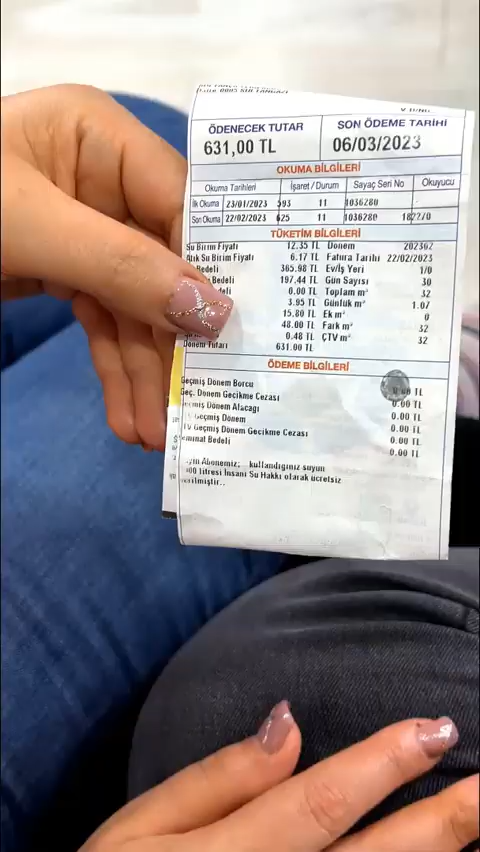 ÖDENECEK TUTAR SON ÖDEME TARİHİ
631,00 TL 06/03/2023
OKUMA BİLGİLERİ
Okuma Tarihleri İşaret / Durum Sayaç Seri No Okuyucu
İlk Okuma 23/01/2023 593 11 1036280
Son Okuma 22/02/2023 625 11 1036280 182270
TÜKETİM BİLGİLERİ
Su Birim Fiyatı 12.35 TL Dönem 202302
Atık Su Birim Fiyatı 6.17 TL Fatura Tarihi 22/02/2023
Bedeli 365.98 TL Ev/İş Yeri 1/0
Bedeli 197.44 TL Gün Sayısı 30
0.00 TL Toplam m³ 32
3.95 TL Günlük m³ 1.07
15.80 TL Ek m³ 0
48.00 TL Fark m³ 32
0.48 TL ÇTV m³ 32
Dönem Tutarı 631.00 TL
ÖDEME BİLGİLERİ
Geçmiş Dönem Borcu 0.00 TL
Geç. Dönem Gecikme Cezası 0.00 TL
Geçmiş Dönem Alacağı 0.00 TL
Geçmiş Dönem 0.00 TL
Geçmiş Dönem Gecikme Cezası 0.00 TL
Teminat Bedeli 0.00 TL
Abonemiz; kullandığınız suyun
litresi İnsani Su Hakkı olarak ücretsiz
verilmiştir..